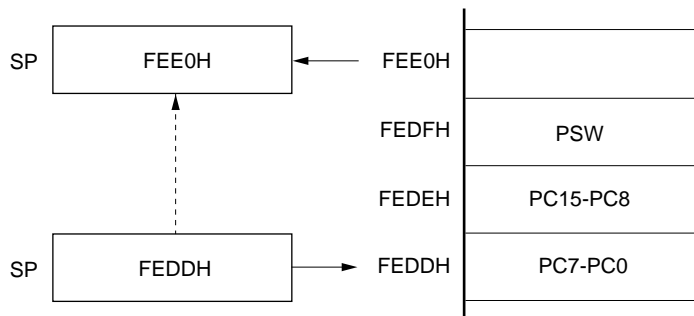 SP FEE0H FEE0H
FEDFH PSW
FEDEH PC15-PC8
SP FEDDH FEDDH PC7-PC0